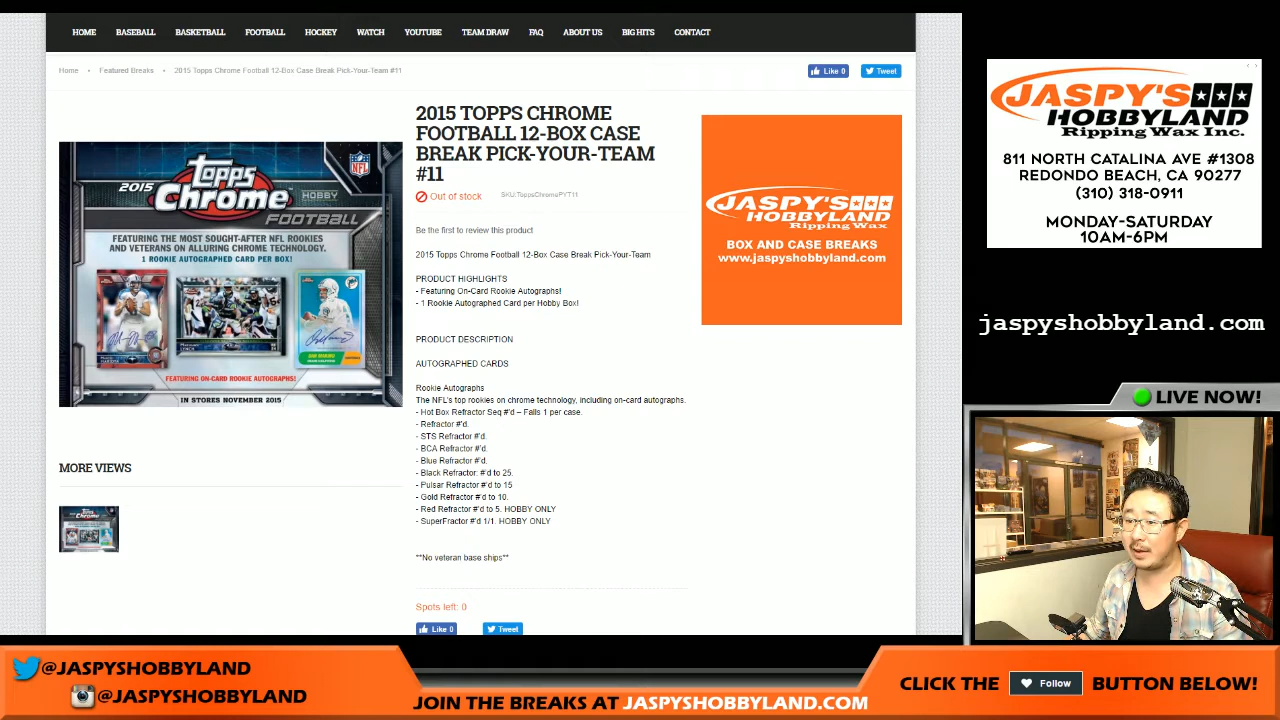 HOME BASEBALL BASKETBALL FOOTBALL HOCKEY WATCH YOUTUBE TEAM DRAW FAQ ABOUT US BIG HITS CONTACT
Home • Featured Breaks • 2015 Topps Chrome Football 12-Box Case Break Pick-Your-Team #11
Like 0 Tweet
2015 TOPPS CHROME
FOOTBALL 12-BOX CASE
BREAK PICK-YOUR-TEAM
#11
Out of stock SKU:ToppsChromePYT11
Be the first to review this product
2015 Topps Chrome Football 12-Box Case Break Pick-Your-Team
PRODUCT HIGHLIGHTS
- Featuring On-Card Rookie Autographs!
- 1 Rookie Autographed Card per Hobby Box!
PRODUCT DESCRIPTION
AUTOGRAPHED CARDS
Rookie Autographs
The NFL's top rookies on chrome technology, including on-card autographs.
- Hot Box Refractor Seq #'d – Falls 1 per case.
- Refractor #'d.
- STS Refractor #'d.
- BCA Refractor #'d.
- Blue Refractor #'d.
- Black Refractor: #'d to 25.
- Pulsar Refractor #'d to 15
- Gold Refractor #'d to 10.
- Red Refractor #'d to 5. HOBBY ONLY
- SuperFractor #'d 1/1. HOBBY ONLY
**No veteran base ships**
Spots left: 0
Like 0 Tweet
NFL
topps
2015 Chrome HOBBY
FOOTBALL
FEATURING THE MOST SOUGHT-AFTER NFL ROOKIES
AND VETERANS ON ALLURING CHROME TECHNOLOGY.
1 ROOKIE AUTOGRAPHED CARD PER BOX!
FEATURING ON-CARD ROOKIE AUTOGRAPHS!
IN STORES NOVEMBER 2015
MORE VIEWS
JASPY'S
HOBBYLAND
Ripping Wax
BOX AND CASE BREAKS
www.jaspyshobbyland.com
JASPY'S
HOBBYLAND
Ripping Wax Inc.
811 NORTH CATALINA AVE #1308
REDONDO BEACH, CA 90277
(310) 318-0911
MONDAY-SATURDAY
10AM-6PM
jaspyshobbyland.com
LIVE NOW!
@JASPYSHOBBYLAND
@JASPYSHOBBYLAND
JOIN THE BREAKS AT JASPYSHOBBYLAND.COM
CLICK THE Follow BUTTON BELOW!